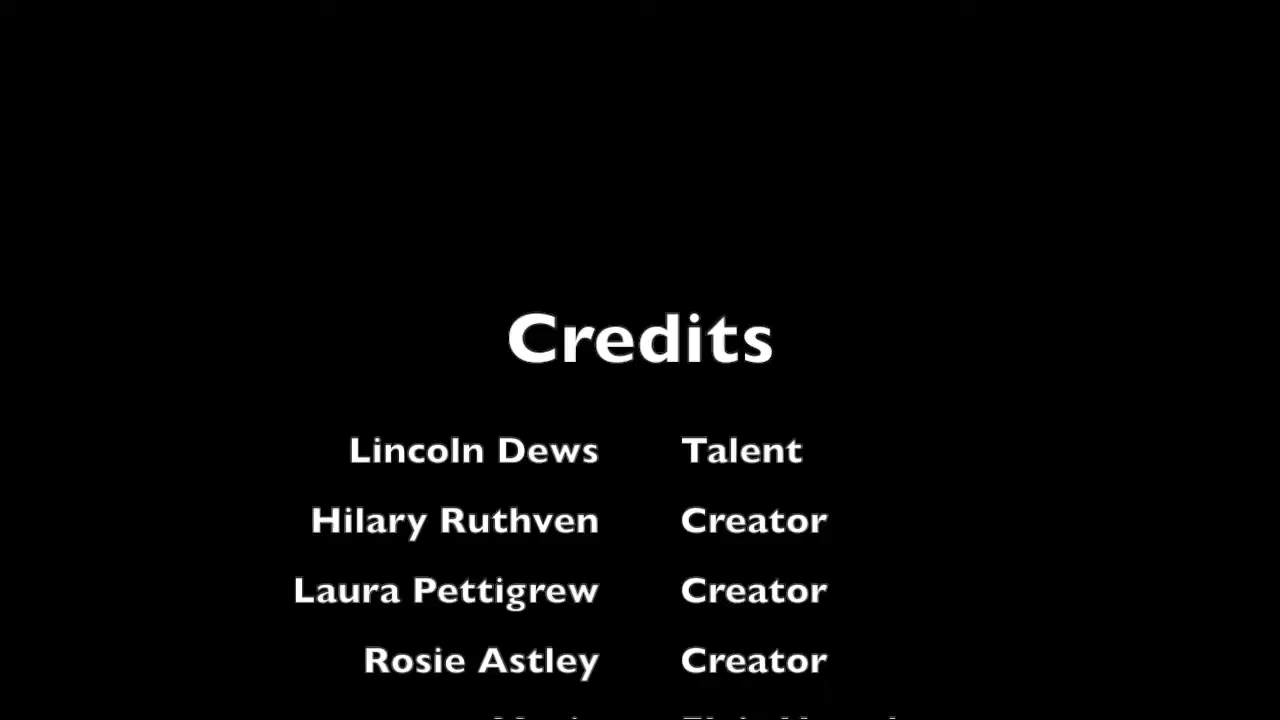 Credits
Lincoln Dews Talent
Hilary Ruthven Creator
Laura Pettigrew Creator
Rosie Astley Creator